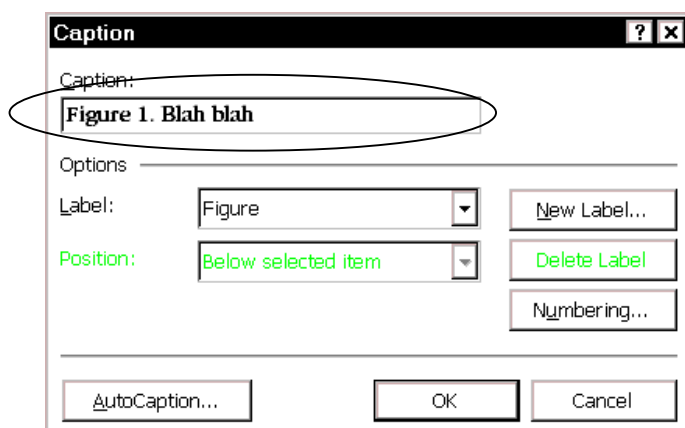 Caption ? X
Caption:
Figure 1. Blah blah
Options
Label: Figure New Label...
Position: Below selected item Delete Label
Numbering...
AutoCaption... OK Cancel